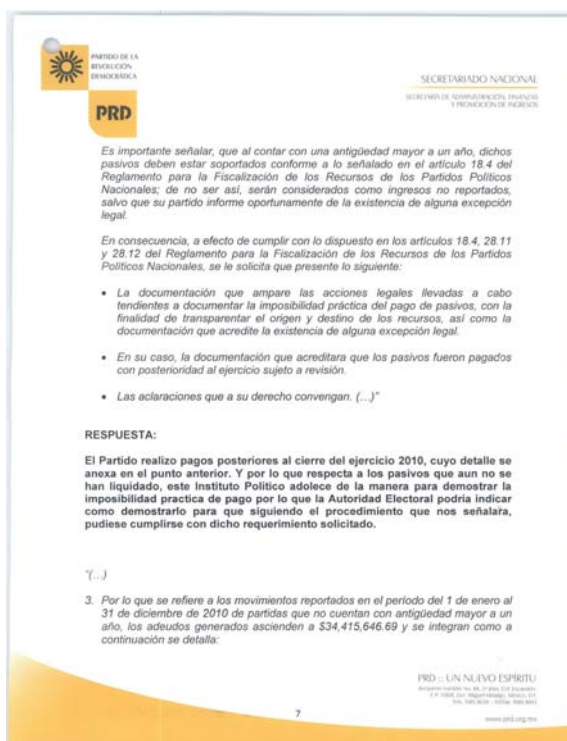 PARTIDO DE LA
REVOLUCIÓN
DEMOCRÁTICA
PRD
SECRETARIADO NACIONAL
SECRETARÍA DE ADMINISTRACIÓN, FINANZAS
Y PROMOCIÓN DE INGRESOS
Es importante señalar, que al contar con una antigüedad mayor a un año, dichos
pasivos deben estar soportados conforme a lo señalado en el artículo 18.4 del
Reglamento para la Fiscalización de los Recursos de los Partidos Políticos
Nacionales; de no ser así, serán considerados como ingresos no reportados,
salvo que su partido informe oportunamente de la existencia de alguna excepción
legal.
En consecuencia, a efecto de cumplir con lo dispuesto en los artículos 18.4, 28.11
y 28.12 del Reglamento para la Fiscalización de los Recursos de los Partidos
Políticos Nacionales, se le solicita que presente lo siguiente:
• La documentación que ampare las acciones legales llevadas a cabo
tendientes a documentar la imposibilidad práctica del pago de pasivos, con la
finalidad de transparentar el origen y destino de los recursos, así como la
documentación que acredite la existencia de alguna excepción legal.
• En su caso, la documentación que acreditara que los pasivos fueron pagados
con posterioridad al ejercicio sujeto a revisión.
• Las aclaraciones que a su derecho convengan. (…)"
RESPUESTA:
El Partido realizo pagos posteriores al cierre del ejercicio 2010, cuyo detalle se
anexa en el punto anterior. Y por lo que respecta a los pasivos que aun no se
han liquidado, este Instituto Politico adolece de la manera para demostrar la
imposibilidad practica de pago por lo que la Autoridad Electoral podria indicar
como demostrarlo para que siguiendo el procedimiento que nos señalara,
pudiese cumplirse con dicho requerimiento solicitado.
"(…)
3. Por lo que se refiere a los movimientos reportados en el período del 1 de enero al
31 de diciembre de 2010 de partidas que no cuentan con antigüedad mayor a un
año, los adeudos generados ascienden a $34,415,646.69 y se integran como a
continuación se detalla:
PRD :: UN NUEVO ESPÍRITU
7
www.prd.org.mx